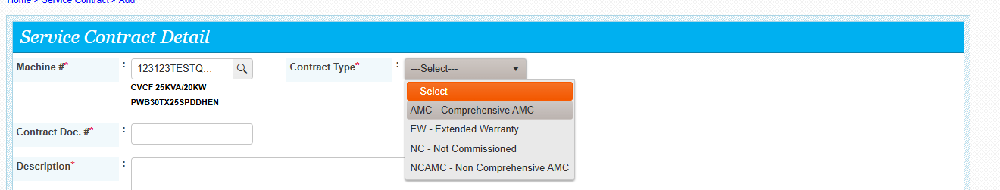 Home > Service Contract > Add
Service Contract Detail
Machine #* : 123123TESTQ... Contract Type* : ---Select---
CVCF 25KVA/20KW
PWB30TX25SPDDHEN
---Select---
AMC - Comprehensive AMC
EW - Extended Warranty
NC - Not Commissioned
NCAMC - Non Comprehensive AMC
Contract Doc. #* :
Description* :